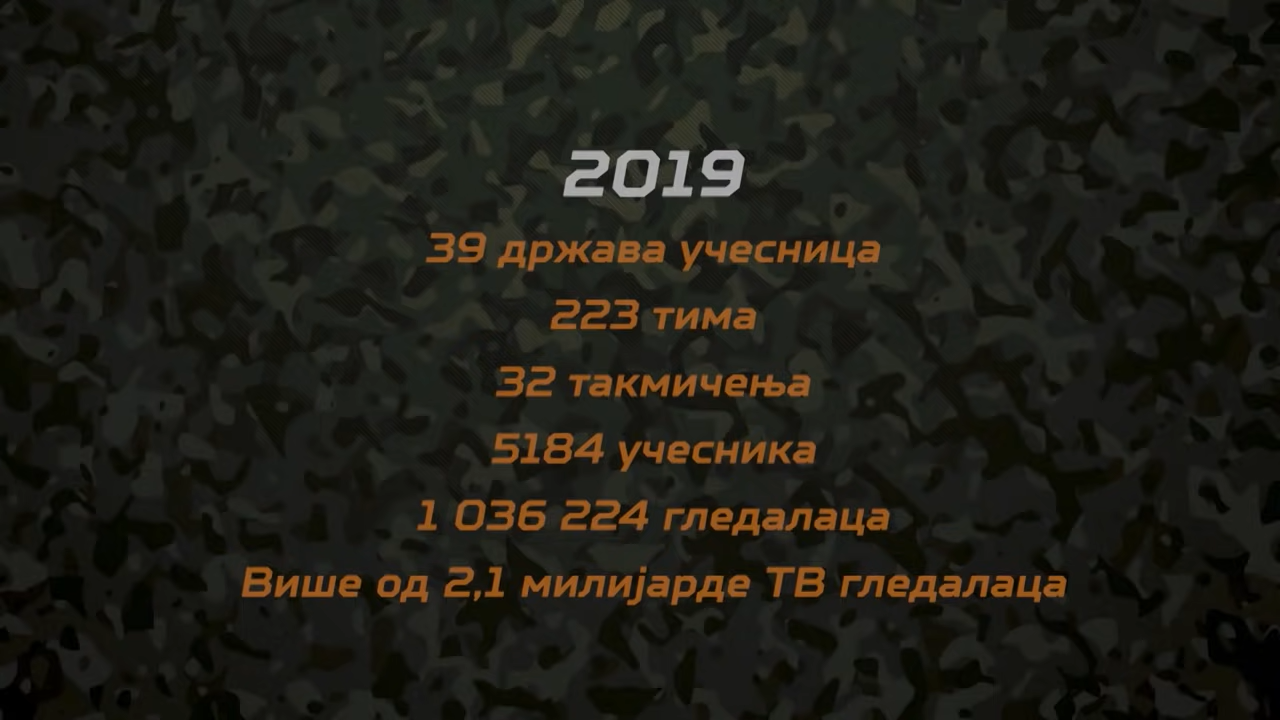 2019
39 држава учесница
223 тима
32 такмичења
5184 учесника
1 036 224 гледалаца
Више од 2,1 милијарде ТВ гледалаца